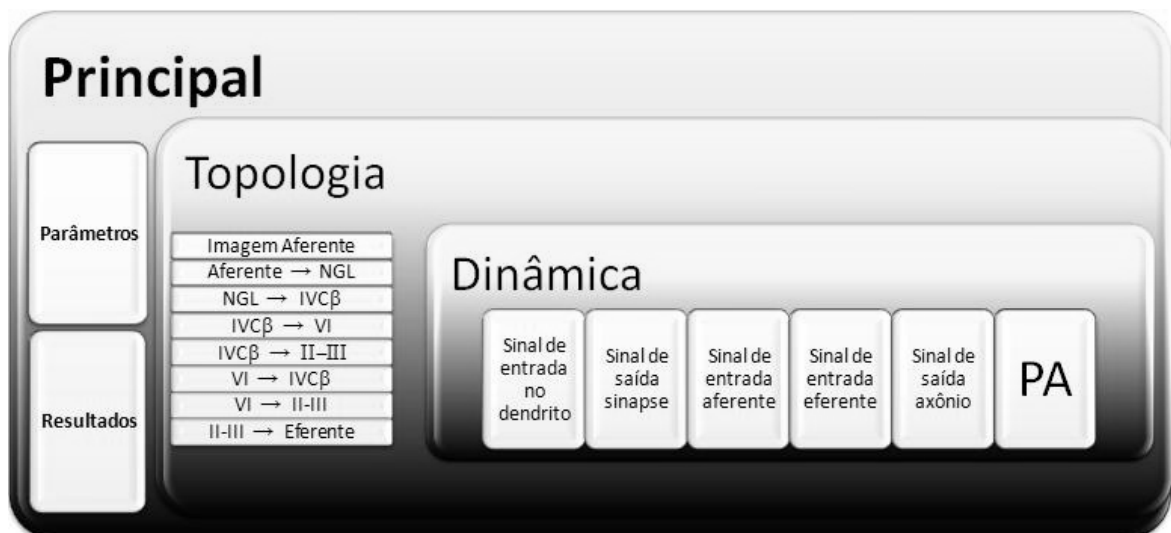 Principal
Parâmetros
Resultados
Topologia
Imagem Aferente
Aferente → NGL
NGL → IVCβ
IVCβ → VI
IVCβ → II–III
VI → IVCβ
VI → II-III
II-III → Eferente
Dinâmica
Sinal de
entrada
no
dendrito
Sinal de
saída
sinapse
Sinal de
entrada
aferente
Sinal de
entrada
eferente
Sinal de
saída
axônio
PA